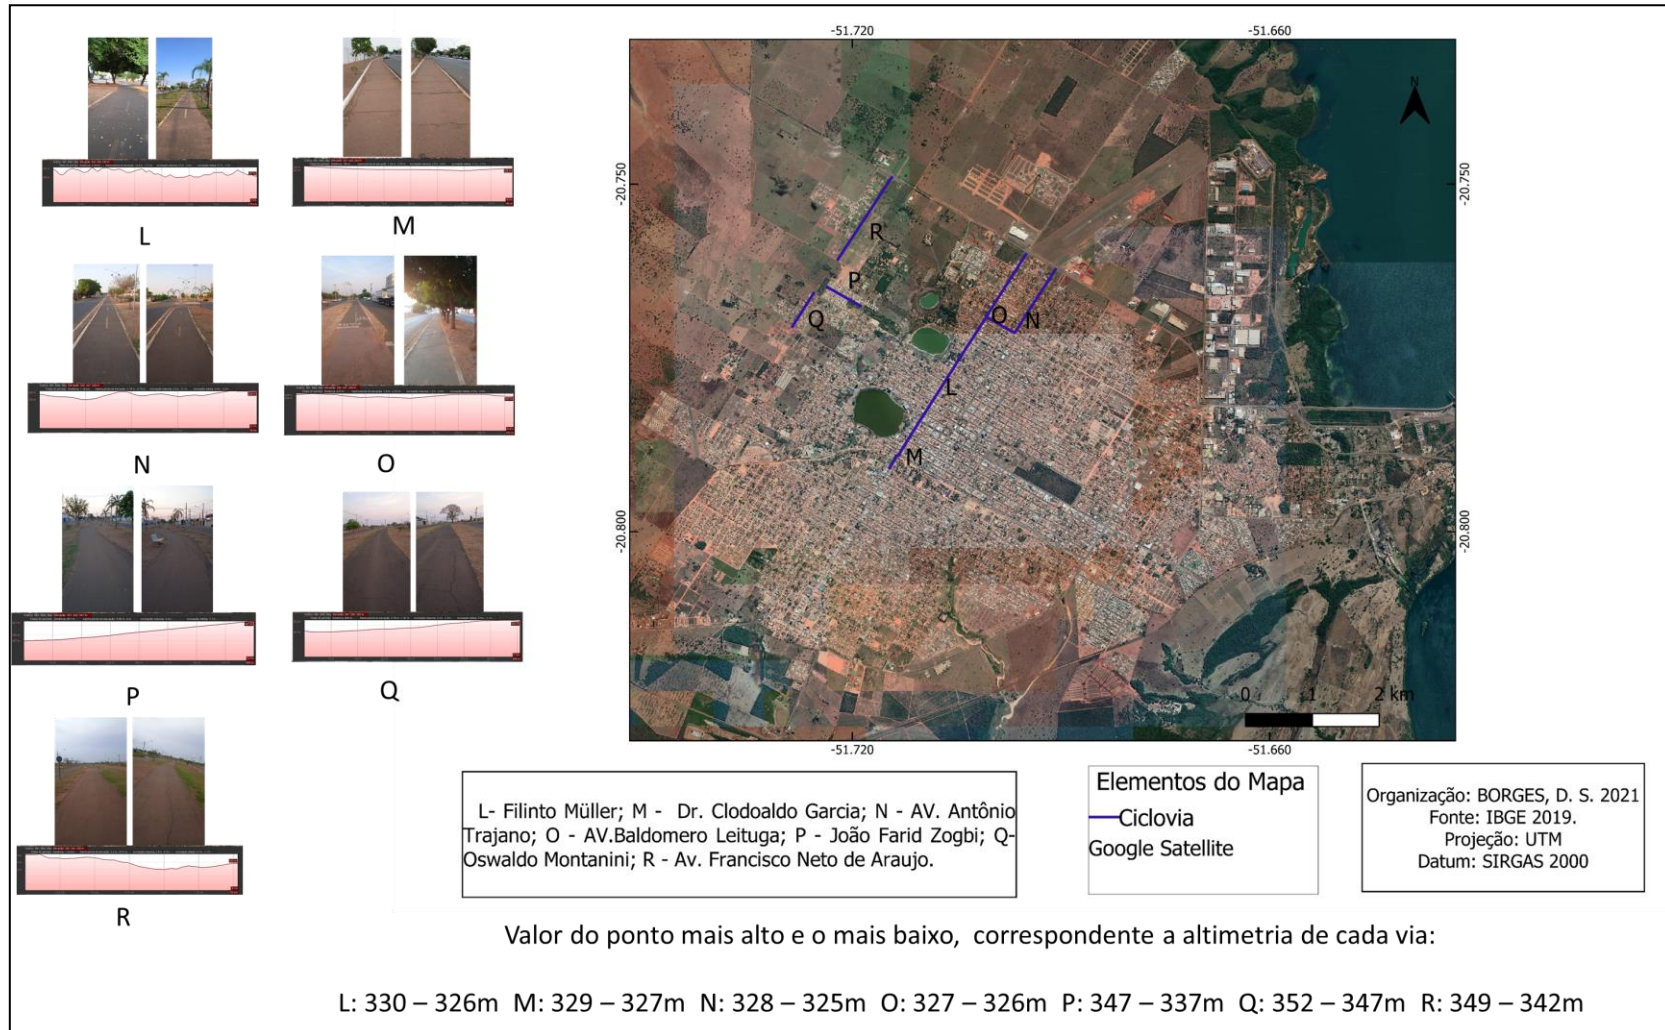 L
M
N
O
P
Q
R
-51.720
-51.660
-20.750
-20.750
-20.800
-20.800
N
R
P
Q
O
N
L
M
0 1 2 km
-51.720
-51.660
L- Filinto Müller; M - Dr. Clodoaldo Garcia; N - AV. Antônio
Trajano; O - AV.Baldomero Leituga; P - João Farid Zogbi; Q-
Oswaldo Montanini; R - Av. Francisco Neto de Araujo.
Elementos do Mapa
Ciclovia
Google Satellite
Organização: BORGES, D. S. 2021
Fonte: IBGE 2019.
Projeção: UTM
Datum: SIRGAS 2000
Valor do ponto mais alto e o mais baixo, correspondente a altimetria de cada via:
L: 330 – 326m M: 329 – 327m N: 328 – 325m O: 327 – 326m P: 347 – 337m Q: 352 – 347m R: 349 – 342m